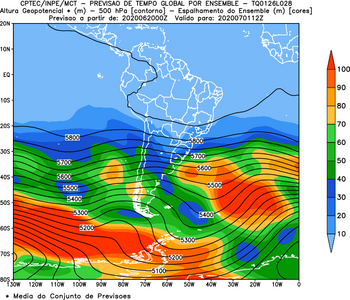 CPTEC/INPE/MCT - PREVISAO DE TEMPO GLOBAL POR ENSEMBLE - TQ0126L028
Altura Geopotencial * (m) - 500 hPa [contorno] - Espalhamento do Ensemble (m) [cores]
Previsao a partir de: 2020062000Z Valido para: 2020070112Z
20N
10N
EQ
10S
20S
30S
40S
50S
60S
70S
80S
130W 120W 110W 100W 90W 80W 70W 60W 50W 40W 30W 20W 10W 0
5800
5800
5700
5700
5600
5600
5500
5500
5400
5400
5300
5300
5200
5200
5100
100
90
80
70
60
50
40
30
20
10
* Media do Conjunto de Previsoes